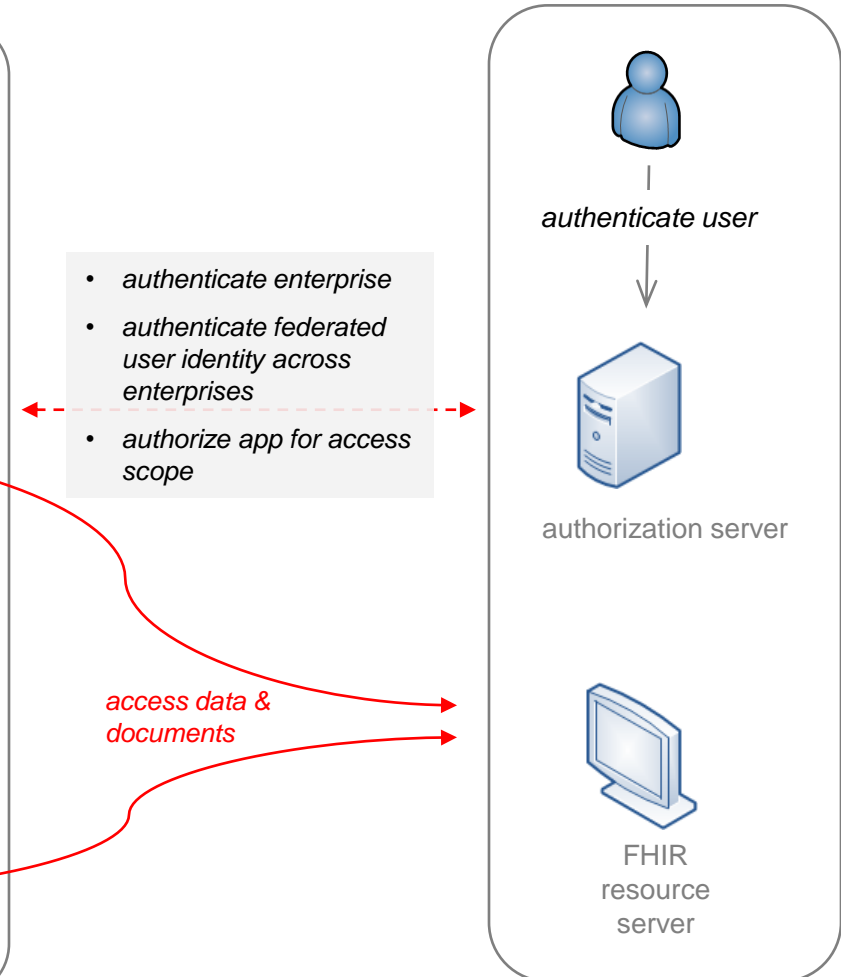 authenticate user
• authenticate enterprise
• authenticate federated
user identity across
enterprises
• authorize app for access
scope
authorization server
access data &
documents
FHIR
resource
server